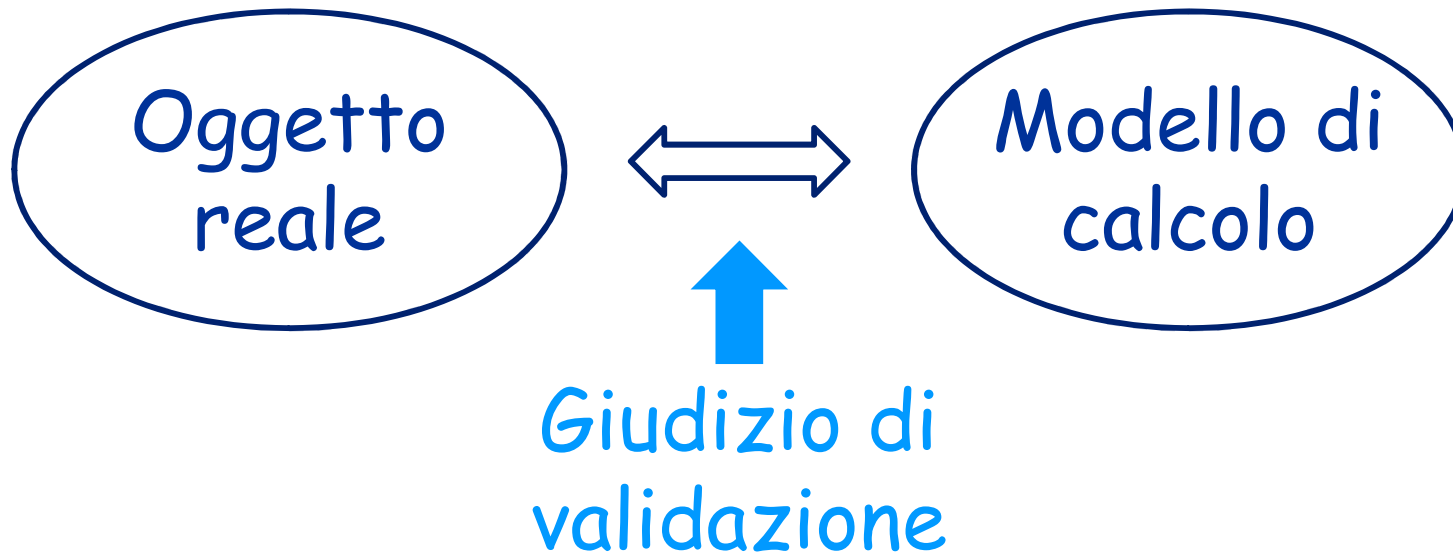 Oggetto
reale
Modello di
calcolo
Giudizio di
validazione